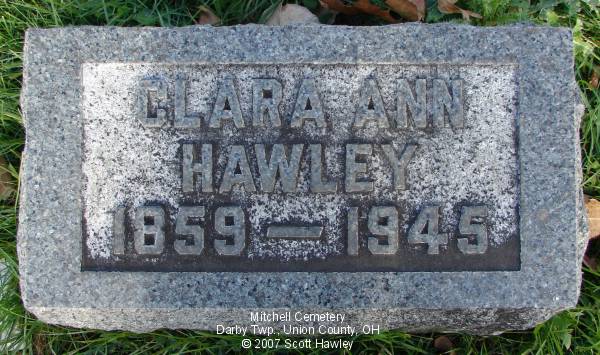 CLARA ANN
HAWLEY
1859 — 1945
Mitchell Cemetery
Darby Twp., Union County, OH
© 2007 Scott Hawley